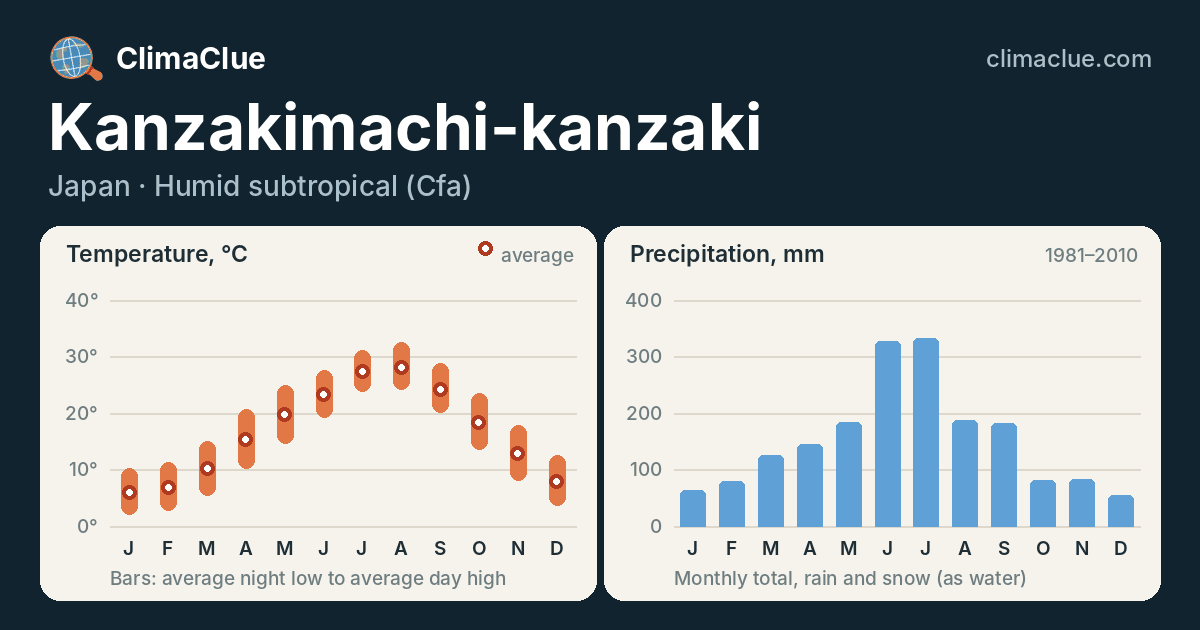 ClimaClue
climaclue.com
Kanzakimachi-kanzaki
Japan · Humid subtropical (Cfa)
Temperature, °C
average
40°
30°
20°
10°
0°
J F M A M J J A S O N D
Bars: average night low to average day high
Precipitation, mm
1981–2010
400
300
200
100
0
J F M A M J J A S O N D
Monthly total, rain and snow (as water)